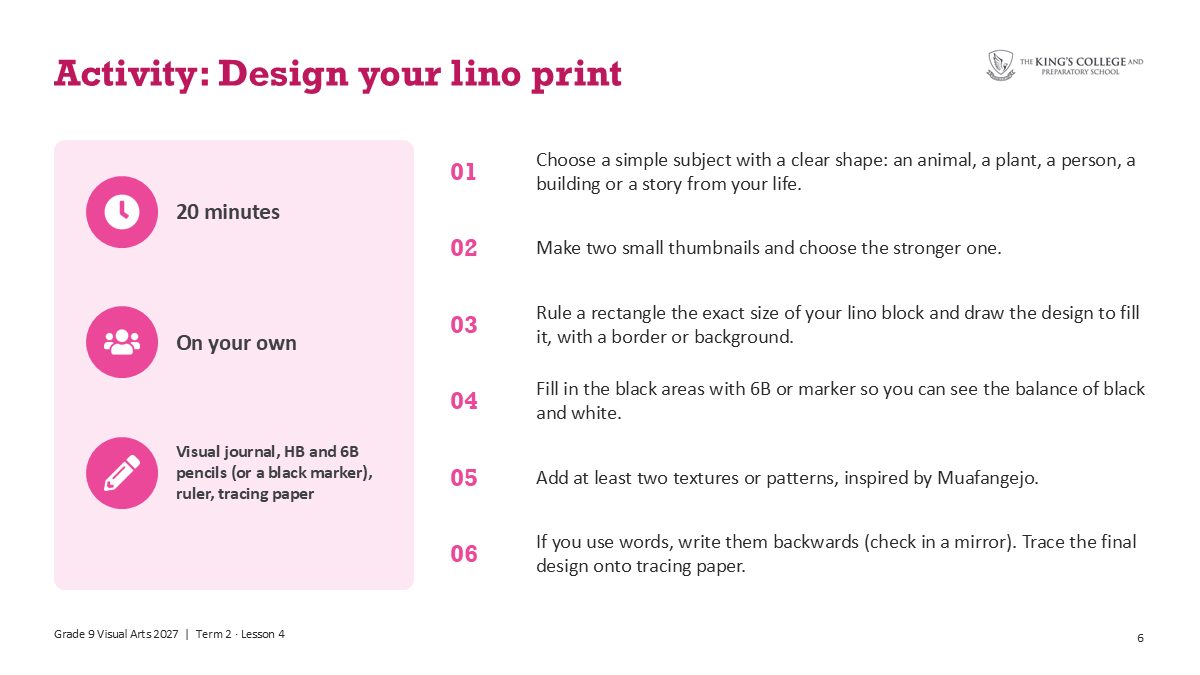 Activity: Design your lino print
THE KING'S COLLEGE AND
PREPARATORY SCHOOL
20 minutes
On your own
Visual journal, HB and 6B
pencils (or a black marker),
ruler, tracing paper
01
Choose a simple subject with a clear shape: an animal, a plant, a person, a
building or a story from your life.
02
Make two small thumbnails and choose the stronger one.
03
Rule a rectangle the exact size of your lino block and draw the design to fill
it, with a border or background.
04
Fill in the black areas with 6B or marker so you can see the balance of black
and white.
05
Add at least two textures or patterns, inspired by Muafangejo.
06
If you use words, write them backwards (check in a mirror). Trace the final
design onto tracing paper.
Grade 9 Visual Arts 2027 | Term 2 · Lesson 4
6